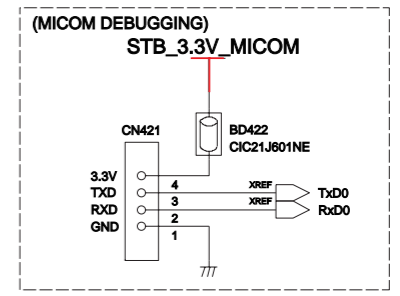 (MICOM DEBUGGING)
STB_3.3V_MICOM
CN421
BD422
CIC21J601NE
3.3V
4
XREF
TXD
TxD0
3
XREF
RXD
RxD0
2
GND
1